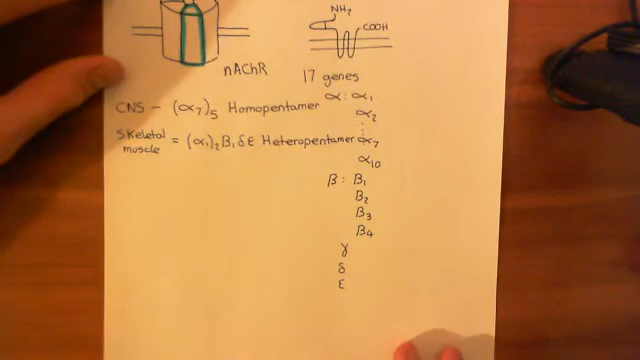 NH₂
COOH
nAChR
17 genes
CNS - (α₇)₅ Homopentamer
Skeletal muscle = (α₁)₂ β₁ δ ε Heteropentamer
α : α₁
α₂
⋮
α₇
α₁₀
β : β₁
β₂
β₃
β₄
γ
δ
ε